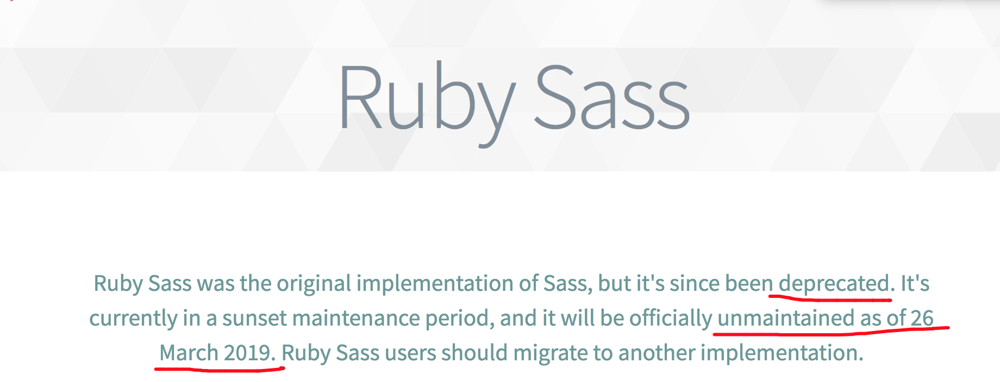 Ruby Sass
Ruby Sass was the original implementation of Sass, but it's since been deprecated. It's
currently in a sunset maintenance period, and it will be officially unmaintained as of 26
March 2019. Ruby Sass users should migrate to another implementation.